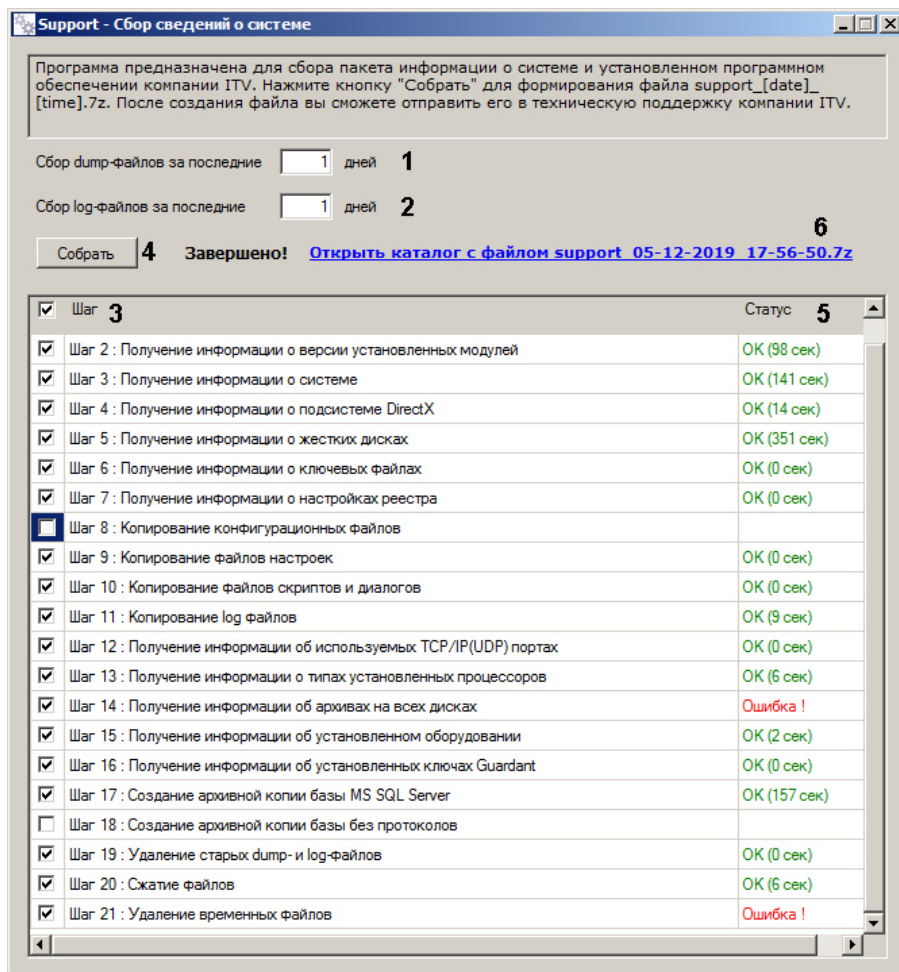 Support - Сбор сведений о системе
Программа предназначена для сбора пакета информации о системе и установленном программном
обеспечении компании ITV. Нажмите кнопку "Собрать" для формирования файла support_[date]_
[time].7z. После создания файла вы сможете отправить его в техническую поддержку компании ITV.
Сбор dump-файлов за последние 1 дней 1
Сбор log-файлов за последние 1 дней 2
6
Собрать 4 Завершено! Открыть каталог с файлом support_05-12-2019_17-56-50.7z
Шаг 3 Статус 5
Шаг 2 : Получение информации о версии установленных модулей OK (98 сек)
Шаг 3 : Получение информации о системе OK (141 сек)
Шаг 4 : Получение информации о подсистеме DirectX OK (14 сек)
Шаг 5 : Получение информации о жестких дисках OK (351 сек)
Шаг 6 : Получение информации о ключевых файлах OK (0 сек)
Шаг 7 : Получение информации о настройках реестра OK (0 сек)
Шаг 8 : Копирование конфигурационных файлов
Шаг 9 : Копирование файлов настроек OK (0 сек)
Шаг 10 : Копирование файлов скриптов и диалогов OK (0 сек)
Шаг 11 : Копирование log файлов OK (9 сек)
Шаг 12 : Получение информации об используемых TCP/IP(UDP) портах OK (0 сек)
Шаг 13 : Получение информации о типах установленных процессоров OK (6 сек)
Шаг 14 : Получение информации об архивах на всех дисках Ошибка !
Шаг 15 : Получение информации об установленном оборудовании OK (2 сек)
Шаг 16 : Получение информации об установленных ключах Guardant OK (0 сек)
Шаг 17 : Создание архивной копии базы MS SQL Server OK (157 сек)
Шаг 18 : Создание архивной копии базы без протоколов
Шаг 19 : Удаление старых dump- и log-файлов OK (0 сек)
Шаг 20 : Сжатие файлов OK (6 сек)
Шаг 21 : Удаление временных файлов Ошибка !